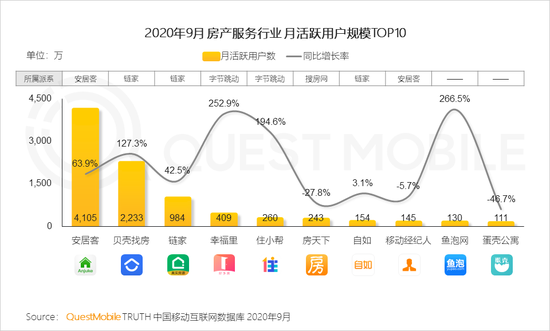 2020年9月 房产服务行业 月活跃用户规模TOP10
单位：万
月活跃用户数 同比增长率
所属派系 安居客 链家 链家 字节跳动 字节跳动 搜房网 链家 安居客 —— ——
4,500
3,000
1,500
0
63.9% 127.3% 42.5% 252.9% 194.6% -27.8% 3.1% -5.7% 266.5% -46.7%
QUEST MOBILE
4,105 2,233 984 409 260 243 154 145 130 111
安居客 贝壳找房 链家 幸福里 住小帮 房天下 自如 移动经纪人 鱼泡网 蛋壳公寓
Anjuke 住 房 自如 鱼泡
Source： QuestMobile TRUTH 中国移动互联网数据库 2020年9月